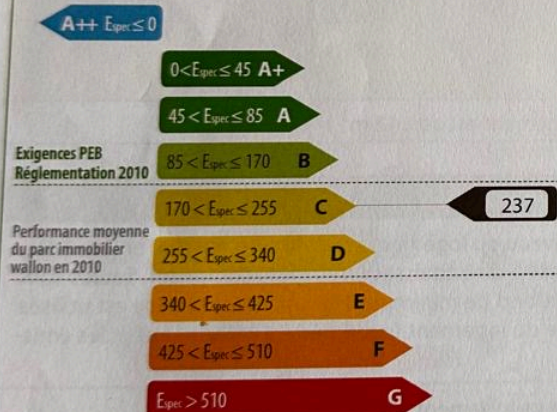 A++ Espec ≤ 0
0 < Espec ≤ 45 A+
45 < Espec ≤ 85 A
Exigences PEB
Réglementation 2010
85 < Espec ≤ 170 B
170 < Espec ≤ 255 C
237
Performance moyenne
du parc immobilier
wallon en 2010
255 < Espec ≤ 340 D
340 < Espec ≤ 425 E
425 < Espec ≤ 510 F
Espec > 510 G